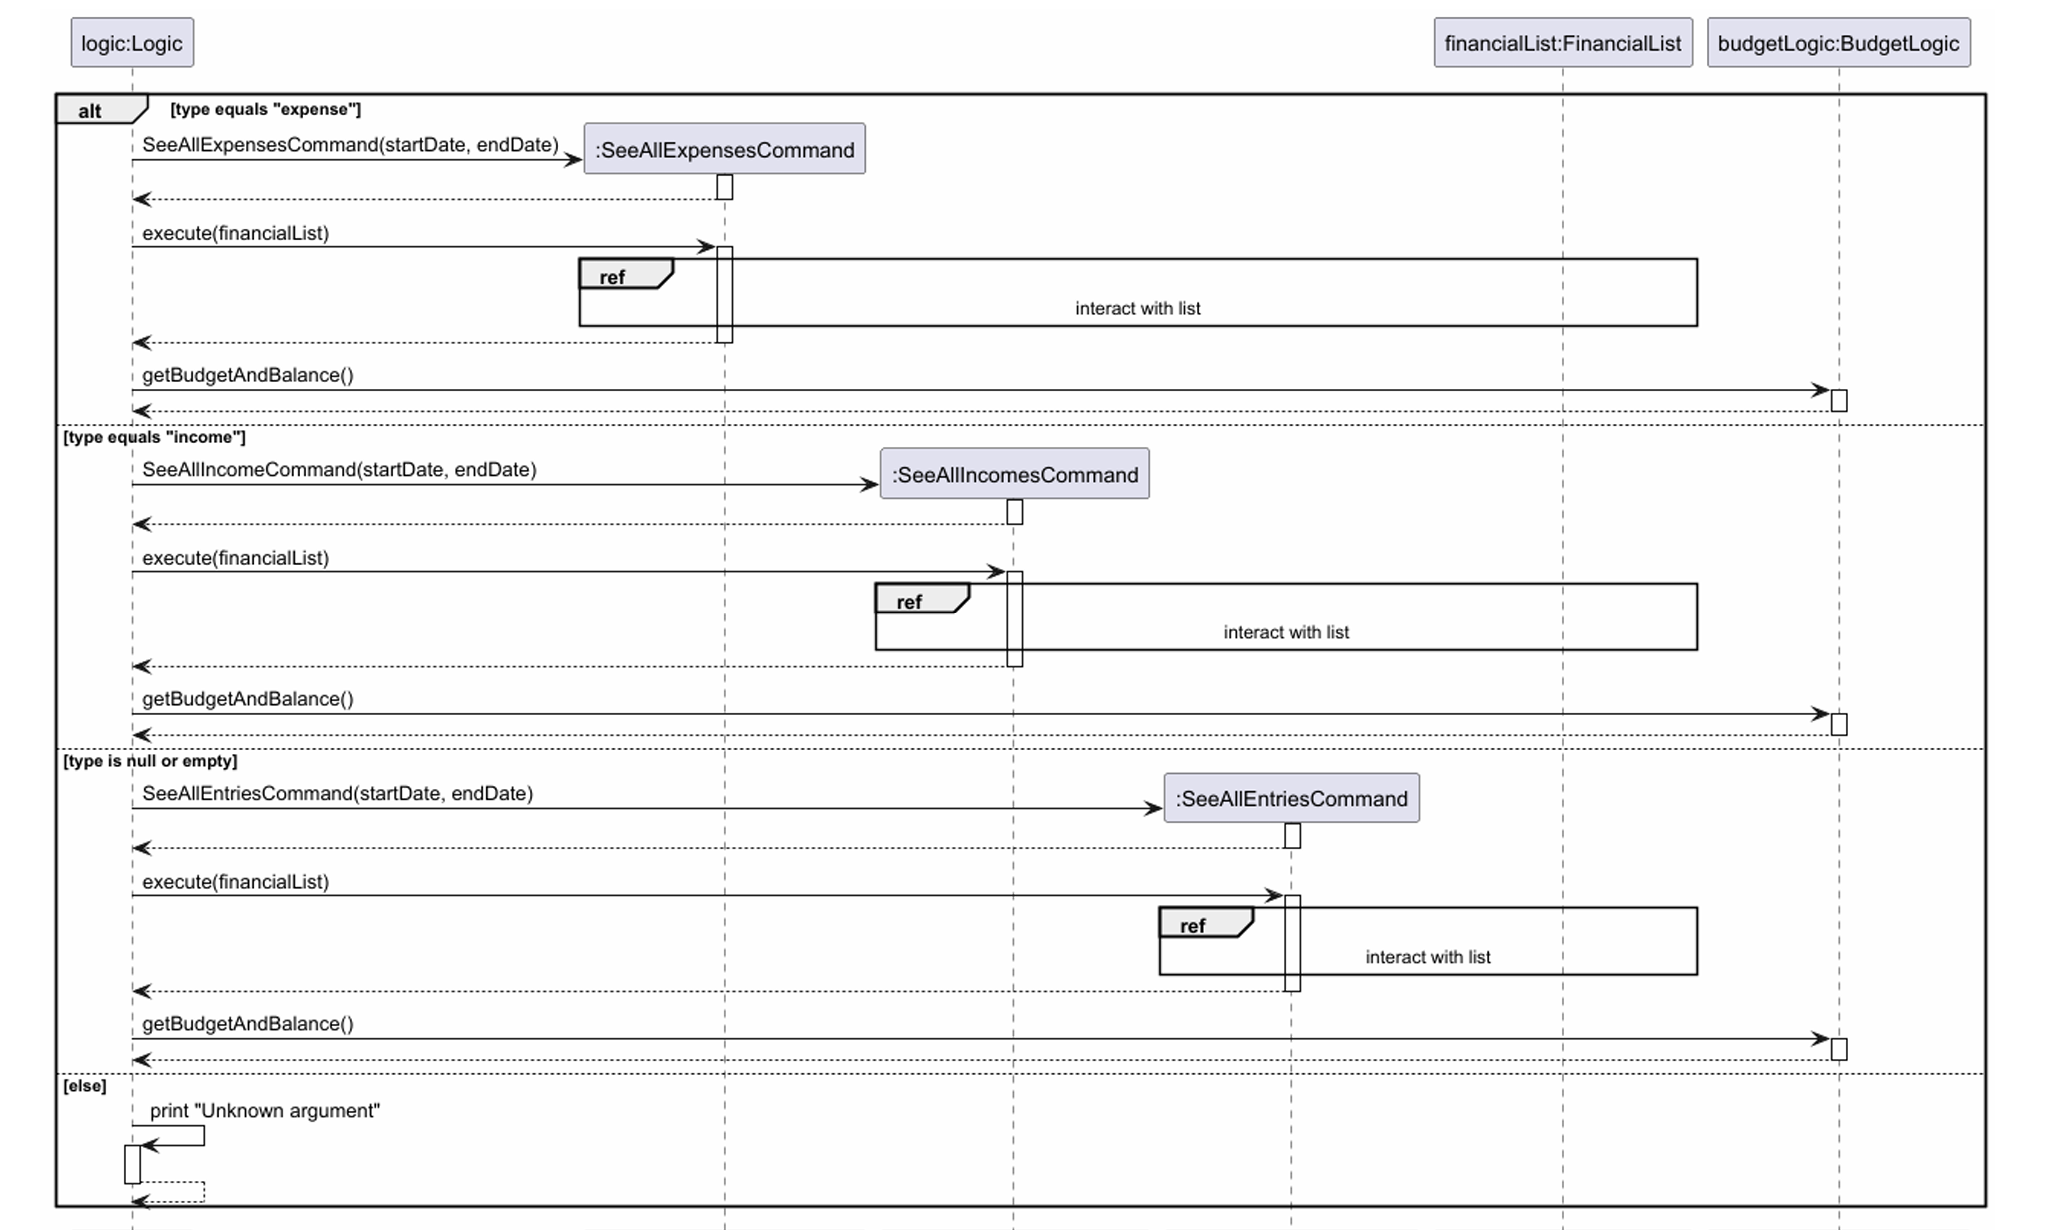 logic:Logic
financialList:FinancialList
budgetLogic:BudgetLogic
alt
[type equals "expense"]
SeeAllExpensesCommand(startDate, endDate)
:SeeAllExpensesCommand
execute(financialList)
ref
interact with list
getBudgetAndBalance()
[type equals "income"]
SeeAllIncomeCommand(startDate, endDate)
:SeeAllIncomesCommand
execute(financialList)
ref
interact with list
getBudgetAndBalance()
[type is null or empty]
SeeAllEntriesCommand(startDate, endDate)
:SeeAllEntriesCommand
execute(financialList)
ref
interact with list
getBudgetAndBalance()
[else]
print "Unknown argument"